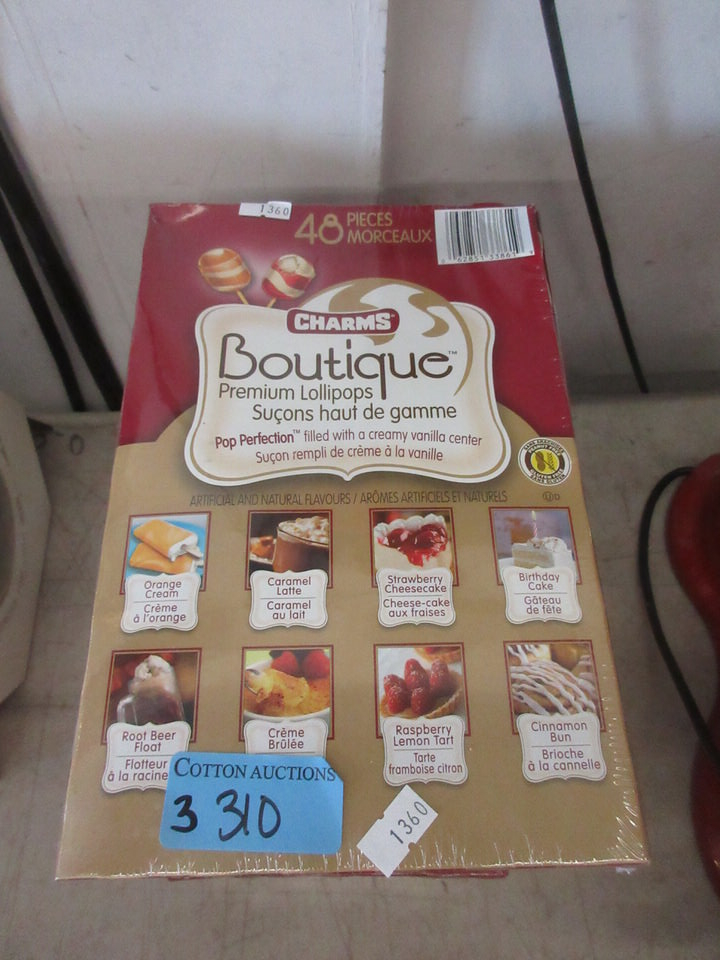 1360
48 PIECES
MORCEAUX
CHARMS
Boutique™
Premium Lollipops
Suçons haut de gamme
Pop Perfection™ filled with a creamy vanilla center
Suçon rempli de crème à la vanille
ARTIFICIAL AND NATURAL FLAVOURS / ARÔMES ARTIFICIELS ET NATURELS
Orange
Cream
Crème
à l'orange
Caramel
Latte
Caramel
au lait
Strawberry
Cheesecake
Cheese-cake
aux fraises
Birthday
Cake
Gâteau
de fête
Root Beer
Float
Flotteur
à la racine
Crème
Brûlée
Raspberry
Lemon Tart
Tarte
framboise citron
Cinnamon
Bun
Brioche
à la cannelle
COTTON AUCTIONS
3 310
1360